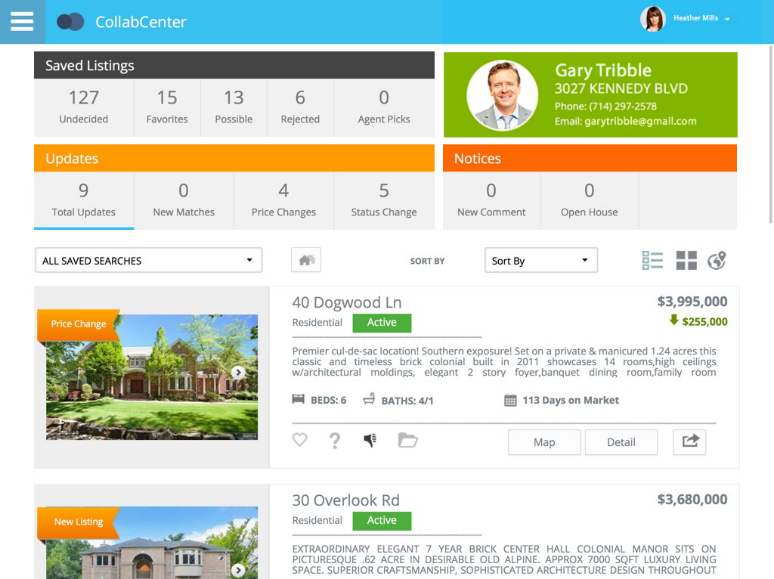 CollabCenter
Heather Mills
Saved Listings
127 15 13 6 0
Undecided Favorites Possible Rejected Agent Picks
Gary Tribble
3027 KENNEDY BLVD
Phone: (714) 297-2578
Email: garytribble@gmail.com
Updates
9 0 4 5
Total Updates New Matches Price Changes Status Change
Notices
0 0
New Comment Open House
ALL SAVED SEARCHES
SORT BY
Sort By
Price Change
40 Dogwood Ln
$3,995,000
Residential Active
$255,000
Premier cul-de-sac location! Southern exposure! Set on a private & manicured 1.24 acres this
classic and timeless brick colonial built in 2011 showcases 14 rooms,high ceilings
w/architectural moldings, elegant 2 story foyer,banquet dining room,family room
BEDS: 6 BATHS: 4/1 113 Days on Market
Map Detail
New Listing
30 Overlook Rd
$3,680,000
Residential Active
EXTRAORDINARY ELEGANT 7 YEAR BRICK CENTER HALL COLONIAL MANOR SITS ON
PICTURESQUE .62 ACRE IN DESIRABLE OLD ALPINE. APPROX 7000 SQFT LUXURY LIVING
SPACE. SUPERIOR CRAFTSMANSHIP, SOPHISTICATED ARCHITECTURE DESIGN THROUGHOUT